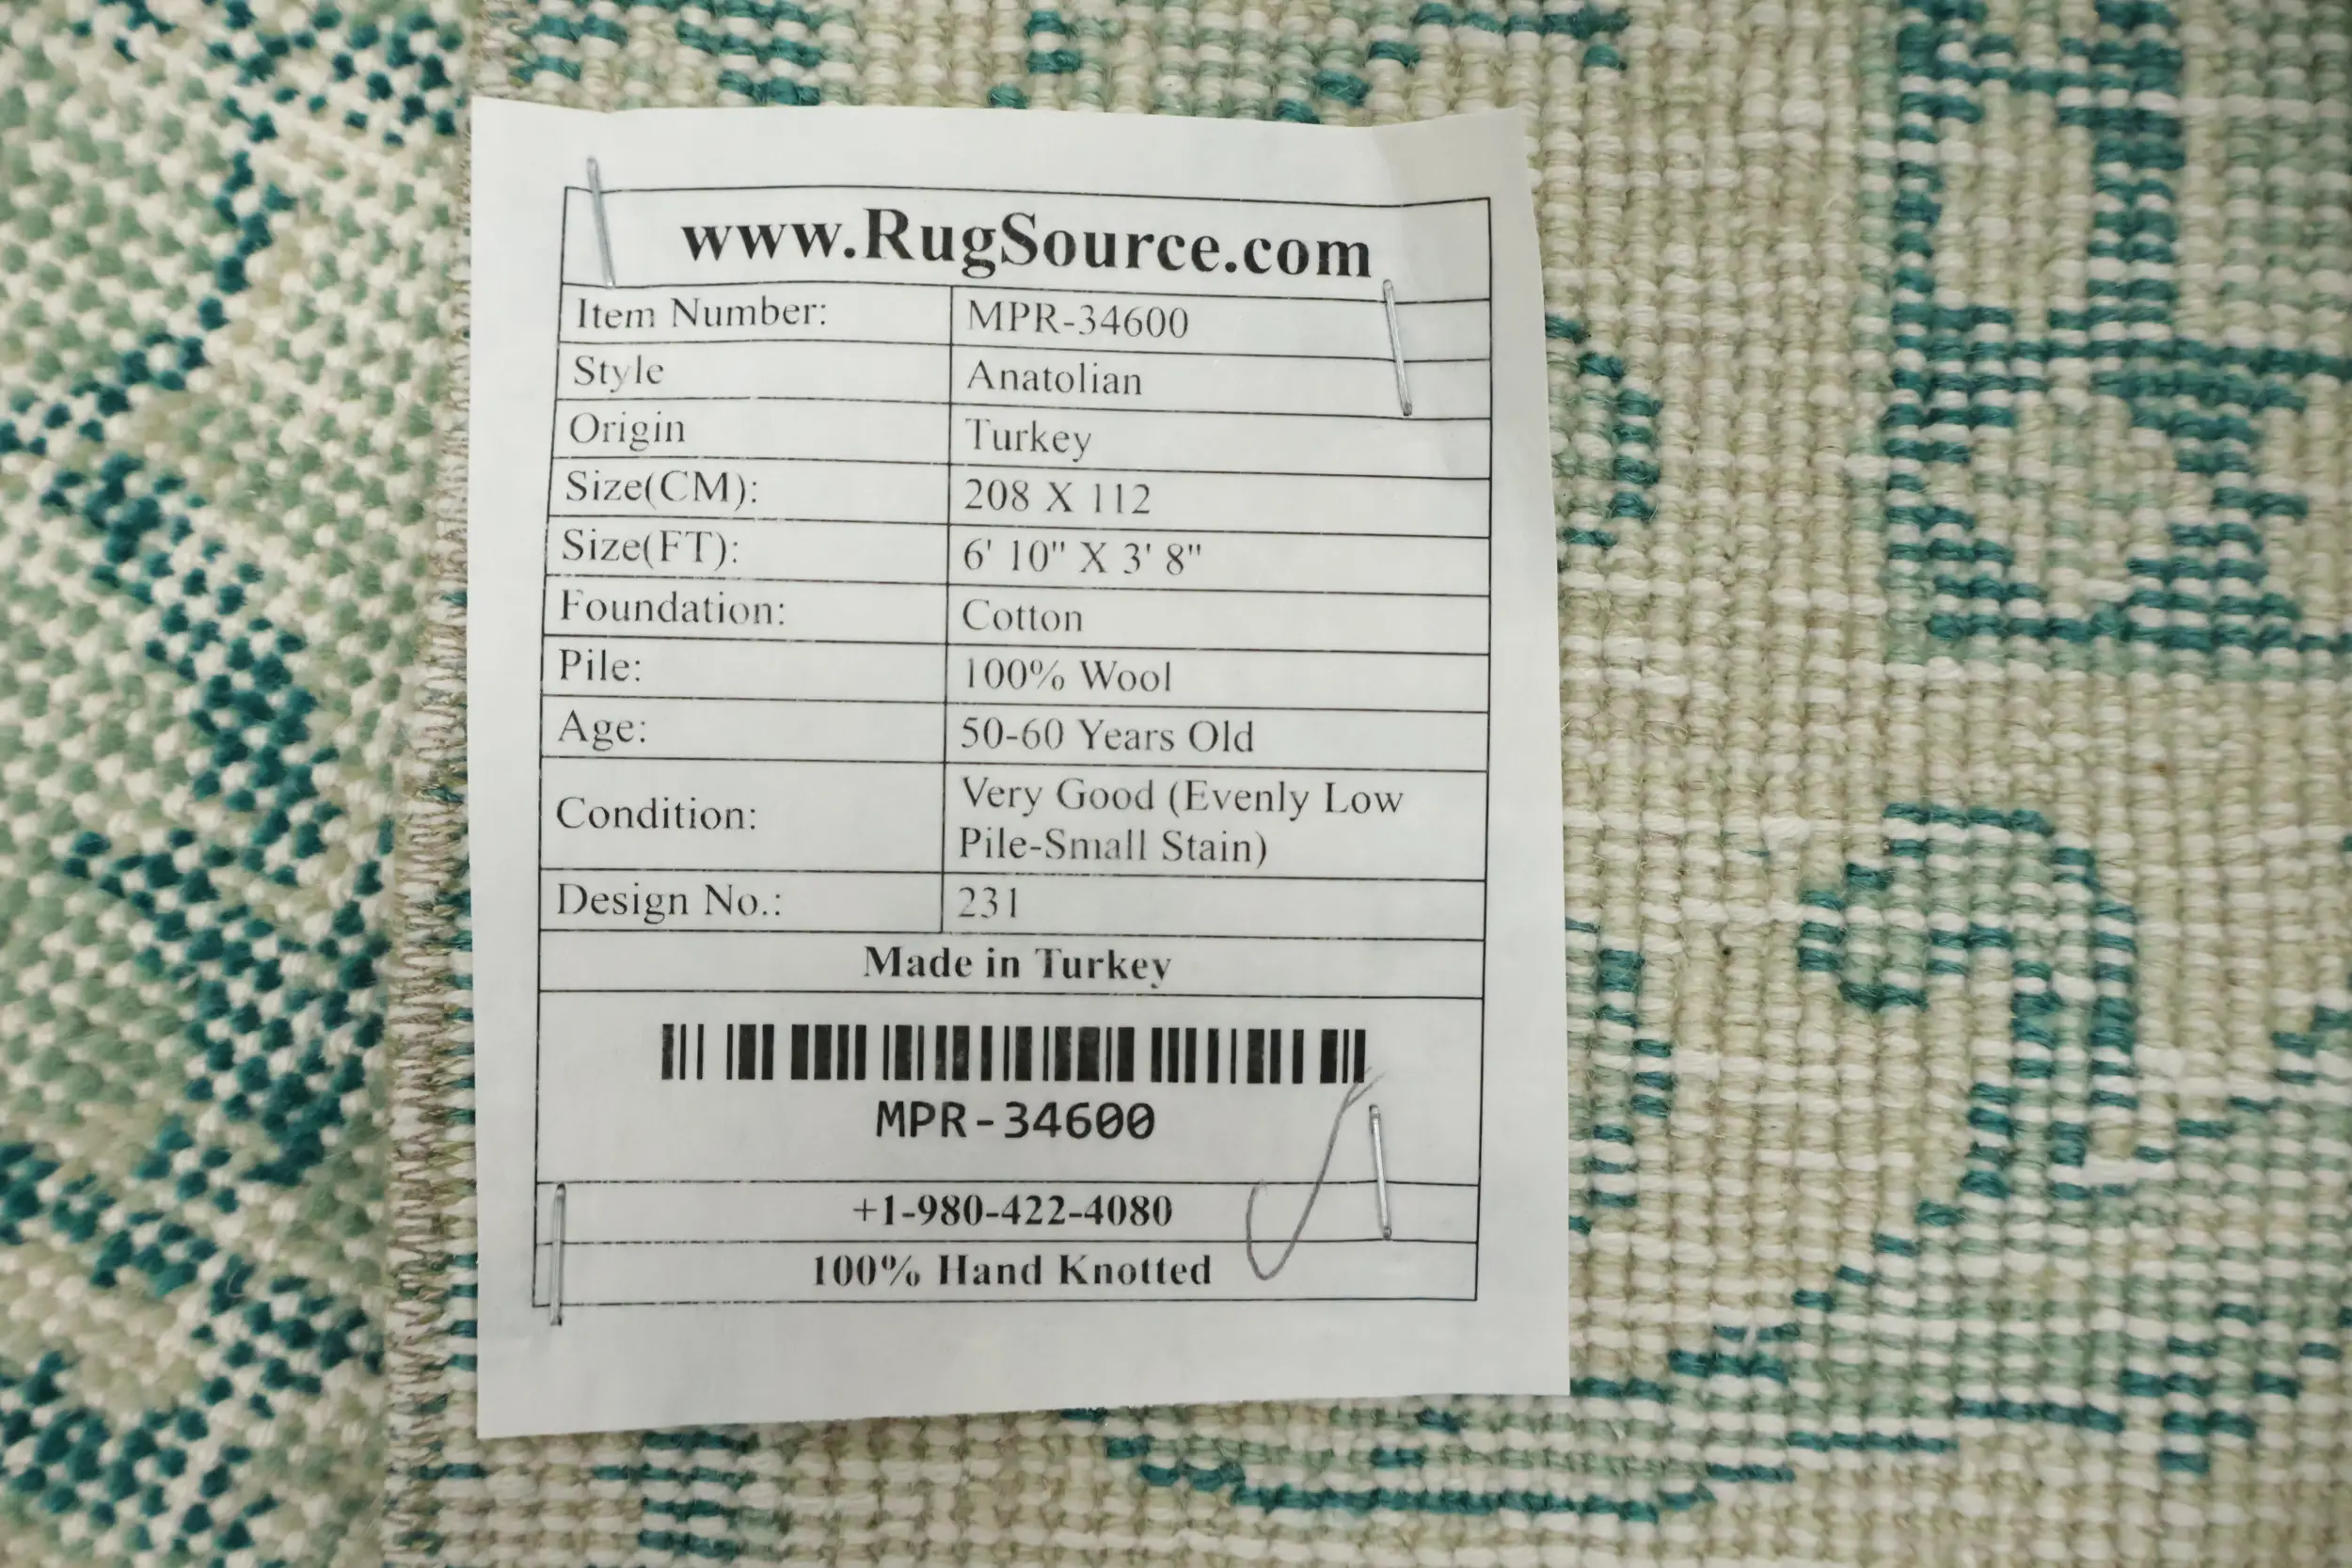 www.RugSource.com
Item Number: MPR-34600
Style Anatolian
Origin Turkey
Size(CM): 208 X 112
Size(FT): 6' 10" X 3' 8"
Foundation: Cotton
Pile: 100% Wool
Age: 50-60 Years Old
Condition: Very Good (Evenly Low
Pile-Small Stain)
Design No.: 231
Made in Turkey
MPR-34600
+1-980-422-4080
100% Hand Knotted